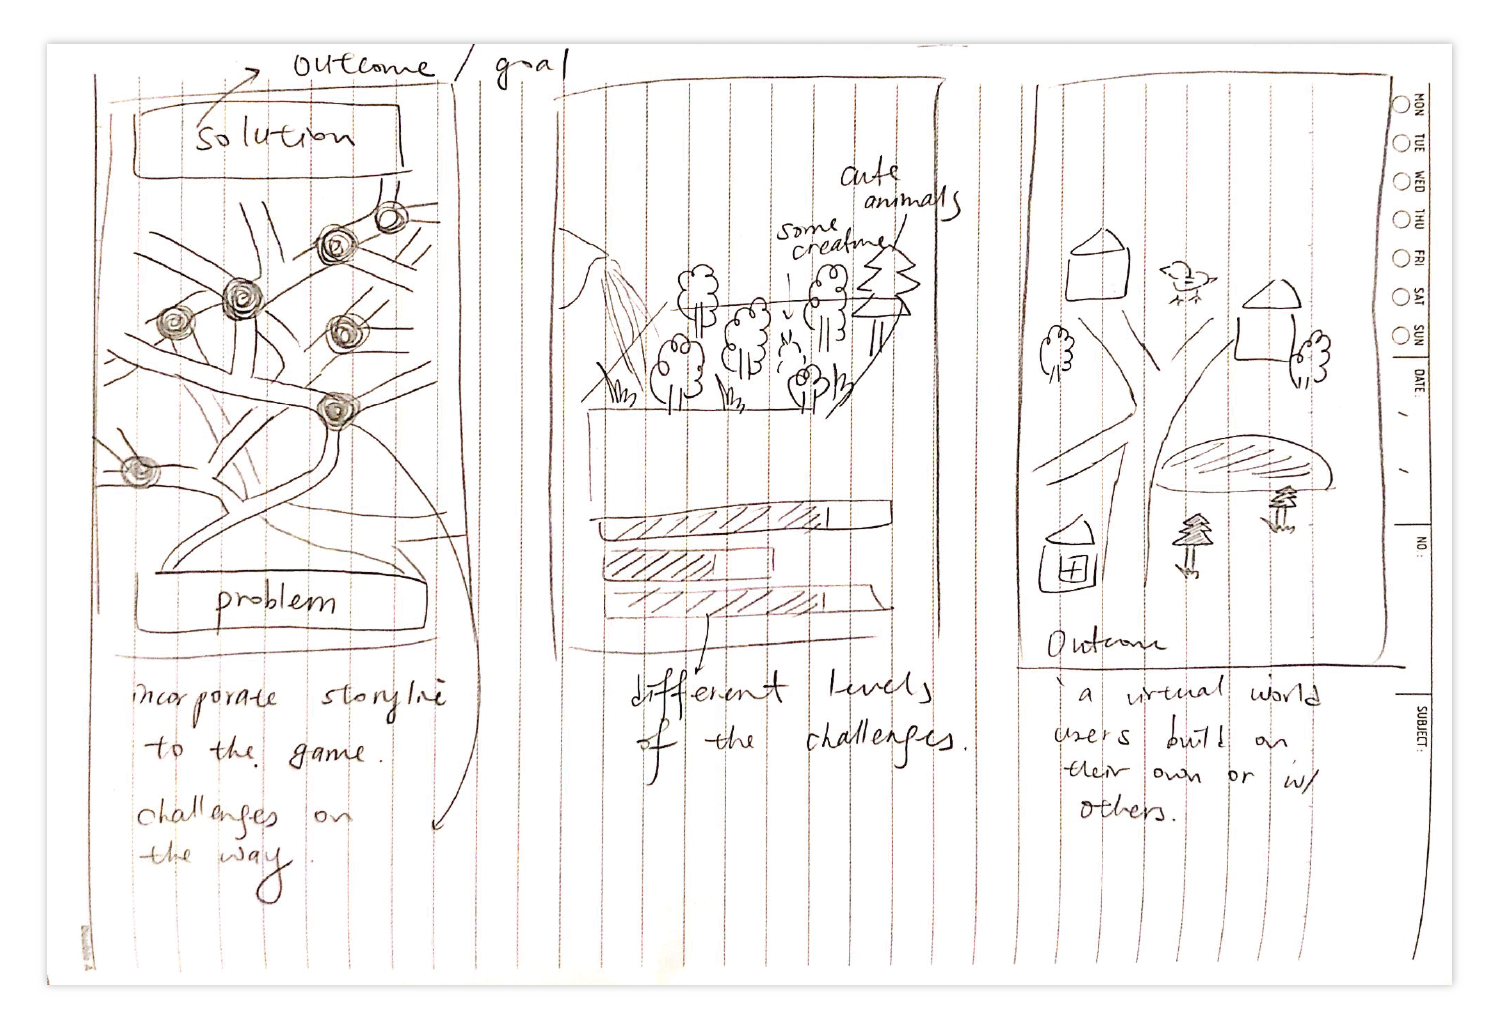 outcome / goal
solution
problem
incorporate storyline
to the game.
challenges on
the way.
cute
animals
some
creature
different levels
of the challenges.
Outcome
a virtual world
users build on
their own or w/
others.
MON
TUE
WED
THU
FRI
SAT
SUN
DATE:
NO:
SUBJECT: